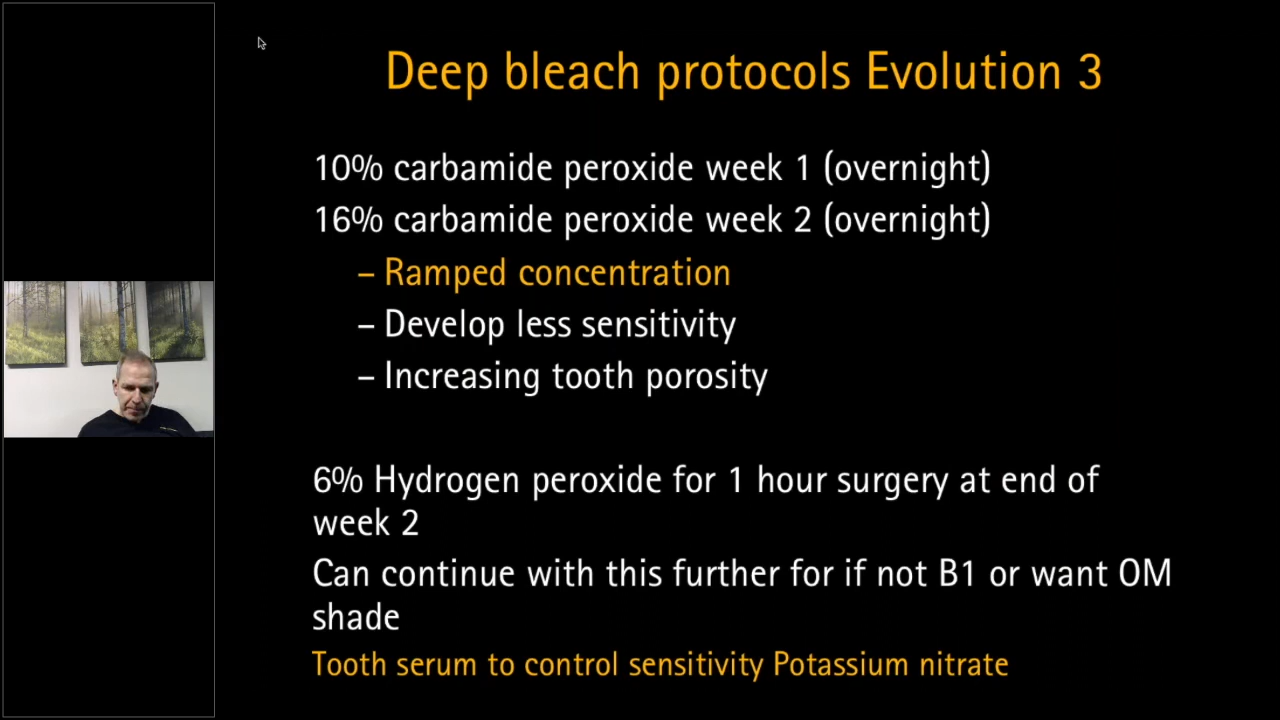 Deep bleach protocols Evolution 3
10% carbamide peroxide week 1 (overnight)
16% carbamide peroxide week 2 (overnight)
– Ramped concentration
– Develop less sensitivity
– Increasing tooth porosity
6% Hydrogen peroxide for 1 hour surgery at end of
week 2
Can continue with this further for if not B1 or want OM
shade
Tooth serum to control sensitivity Potassium nitrate